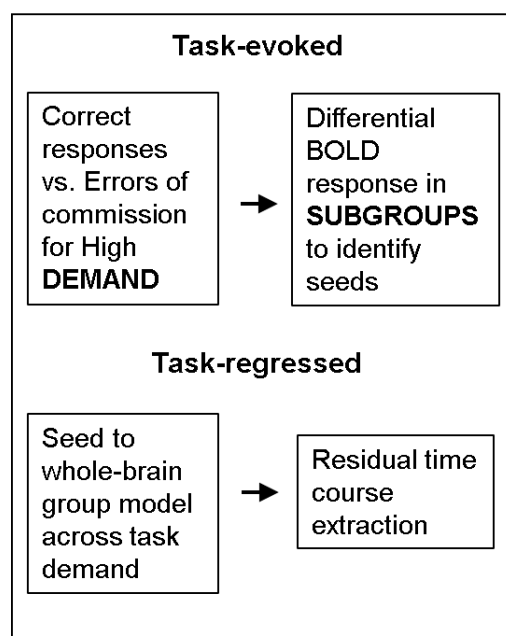 Task-evoked
Correct
responses
vs. Errors of
commission
for High
DEMAND
Differential
BOLD
response in
SUBGROUPS
to identify
seeds
Task-regressed
Seed to
whole-brain
group model
across task
demand
Residual time
course
extraction